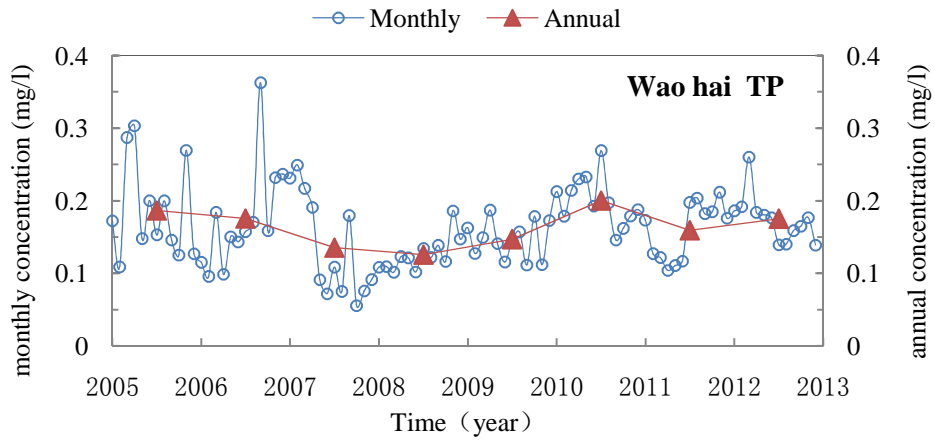 Monthly Annual
0.4 0.4
Wao hai TP
0.3 0.3
0.2 0.2
0.1 0.1
0 0
monthly concentration (mg/l)
annual concentration (mg/l)
2005 2006 2007 2008 2009 2010 2011 2012 2013
Time（year）